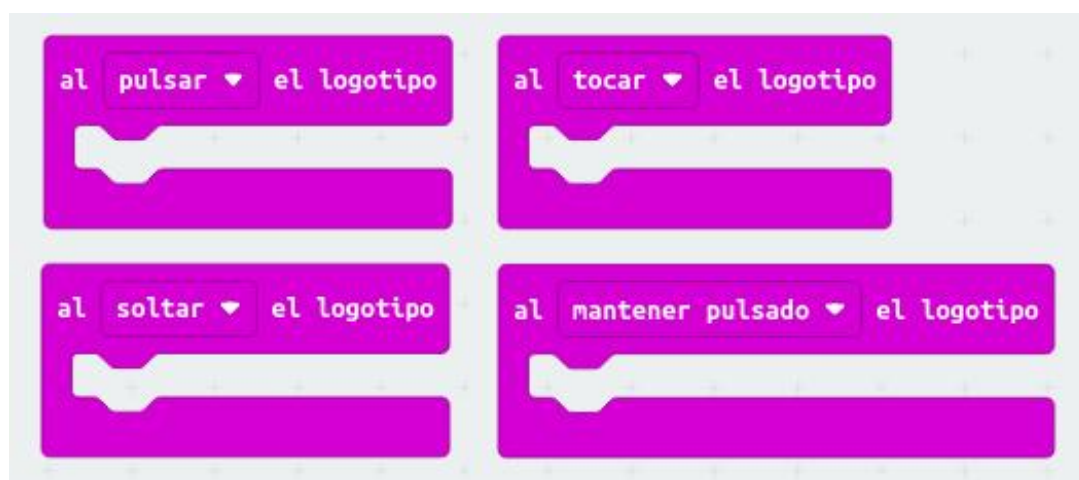 al pulsar el logotipo
al tocar el logotipo
al soltar el logotipo
al mantener pulsado el logotipo